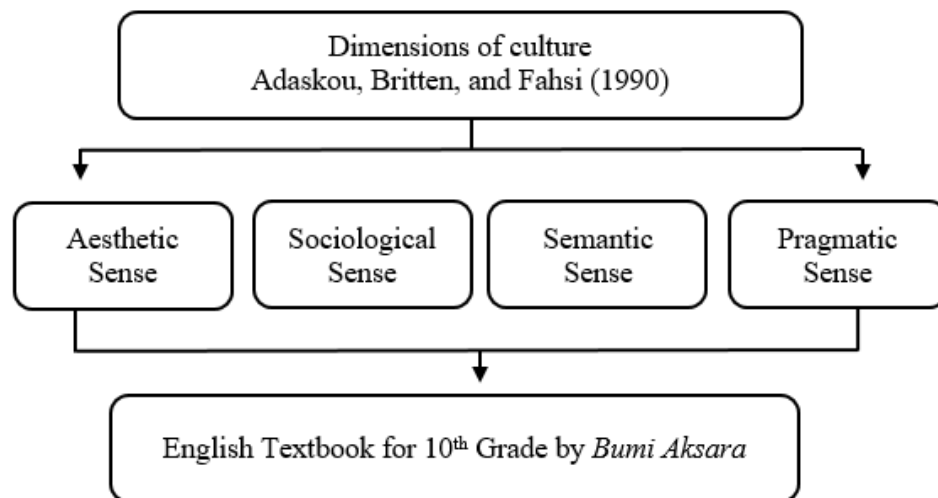 Dimensions of culture
Adaskou, Britten, and Fahsi (1990)
Aesthetic
Sense
Sociological
Sense
Semantic
Sense
Pragmatic
Sense
English Textbook for 10th Grade by Bumi Aksara